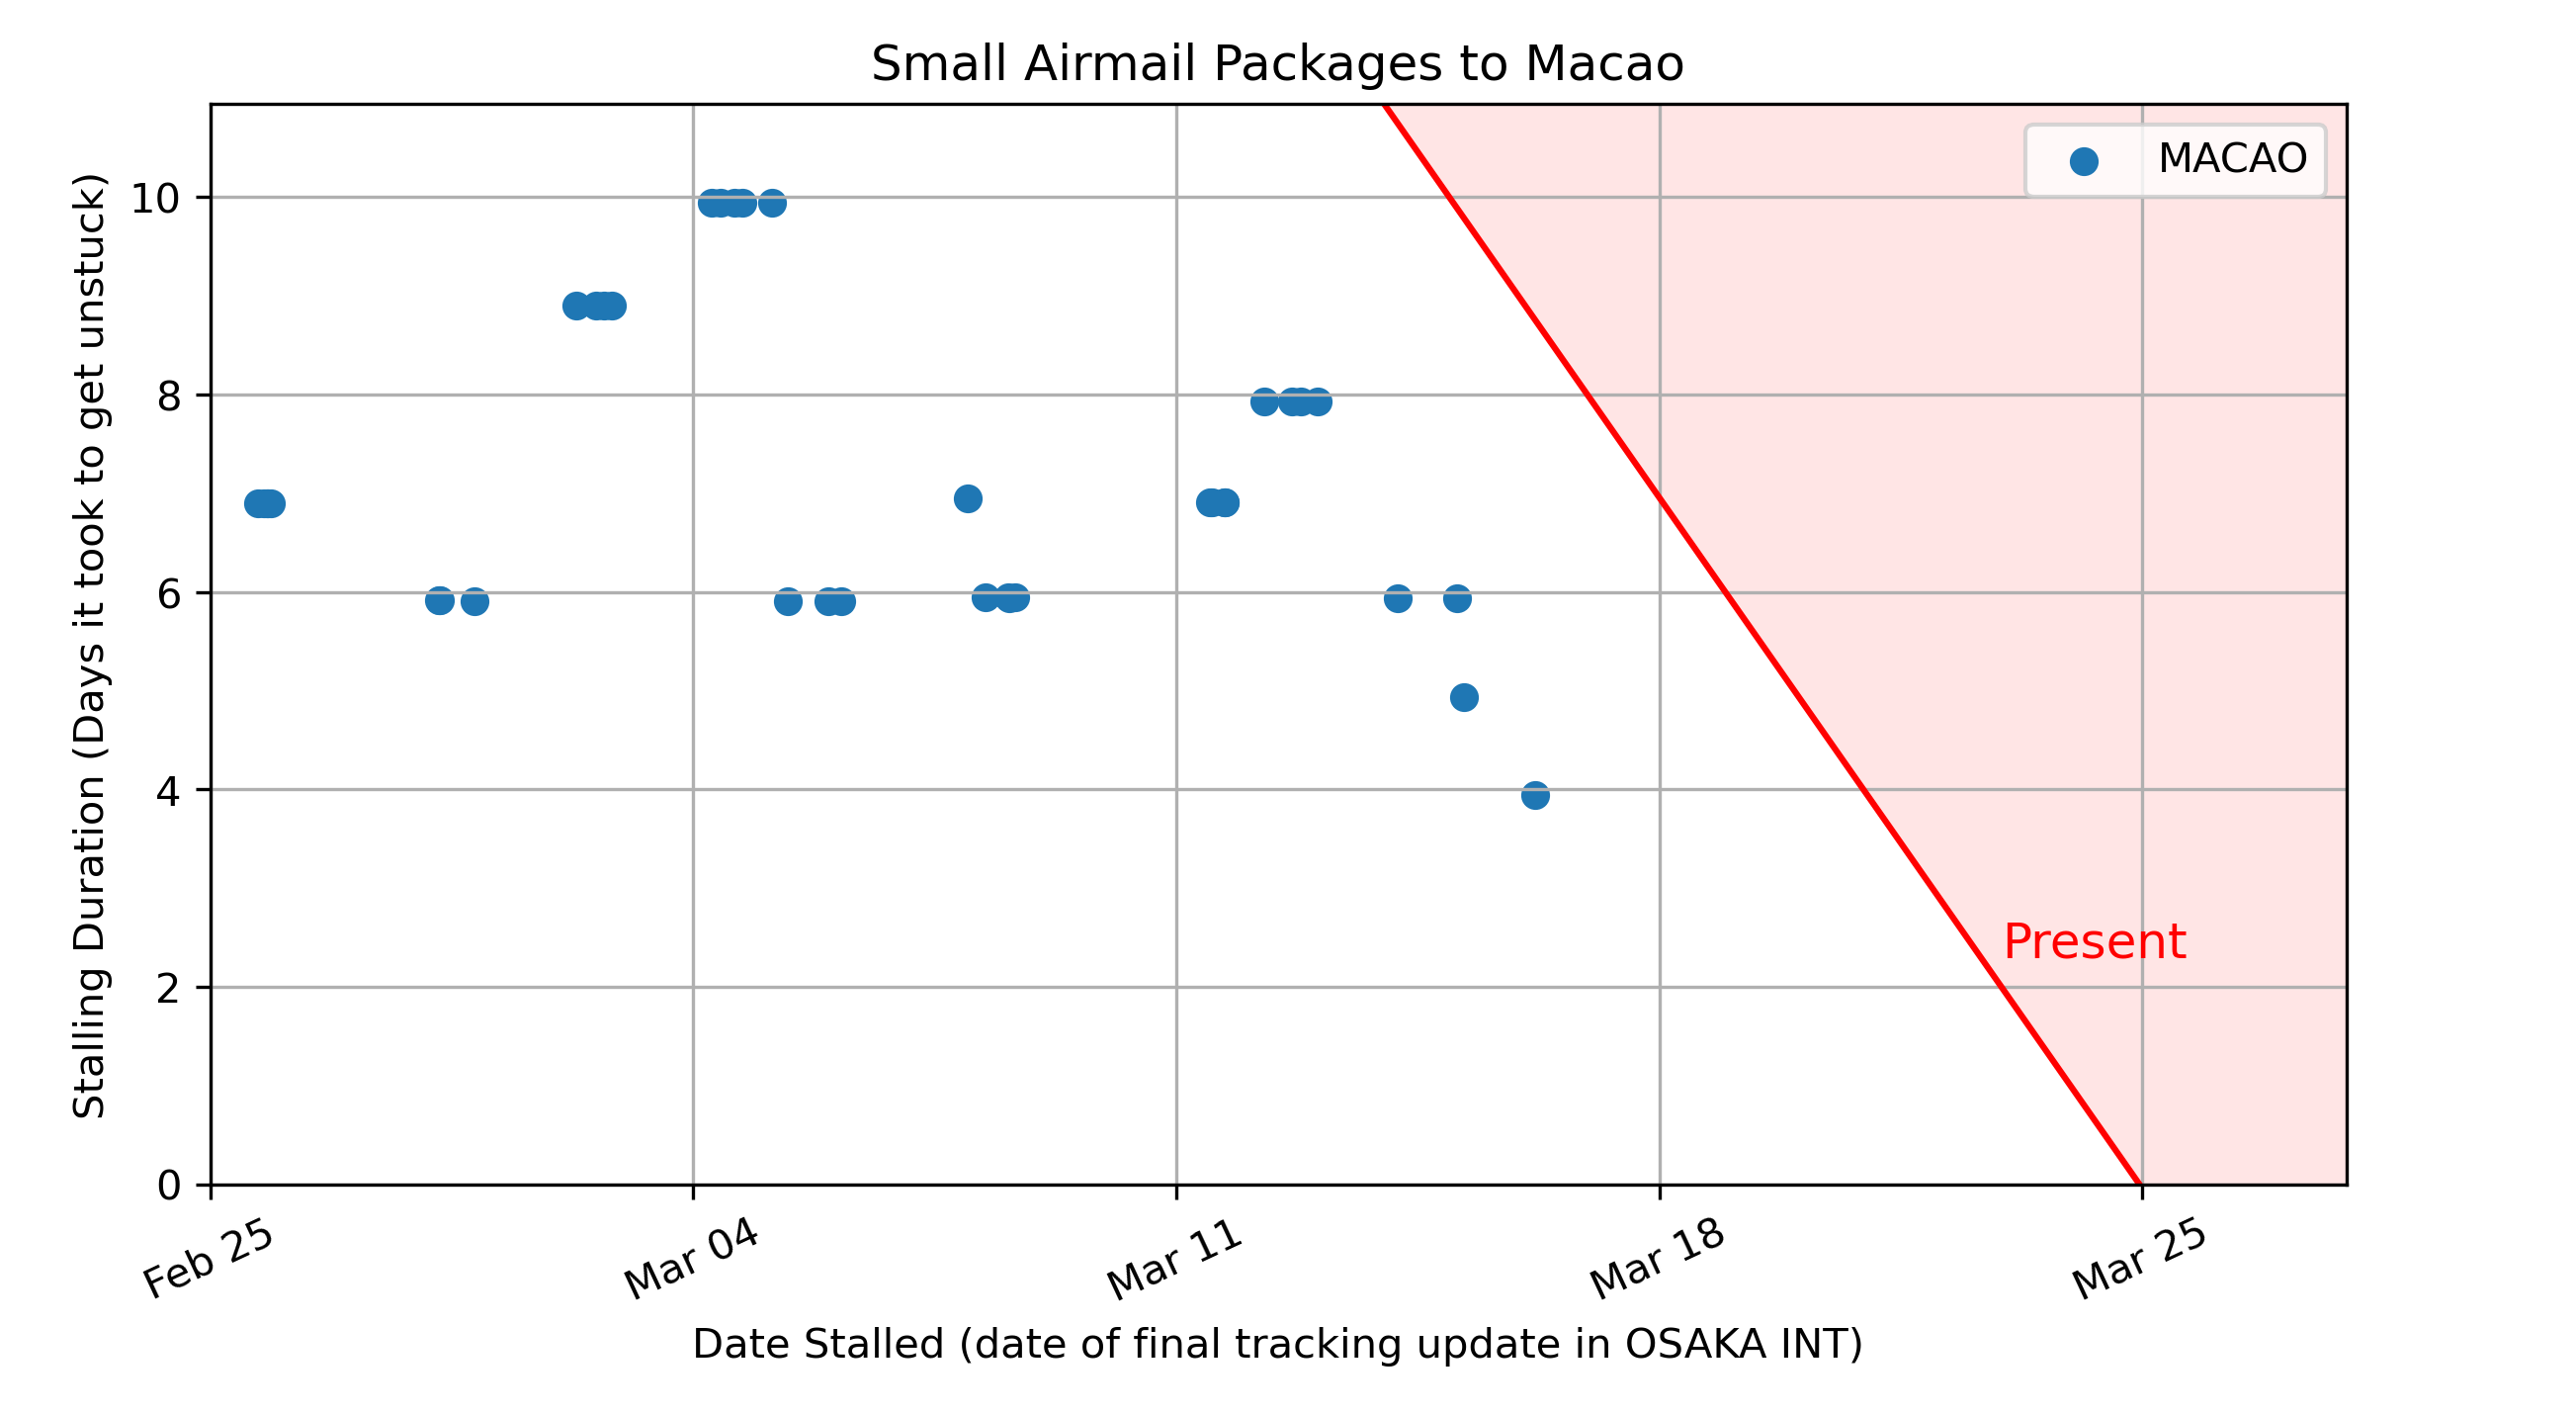 Small Airmail Packages to Macao
MACAO
Stalling Duration (Days it took to get unstuck)
10
8
6
4
2
0
Present
Feb 25
Mar 04
Mar 11
Mar 18
Mar 25
Date Stalled (date of final tracking update in OSAKA INT)